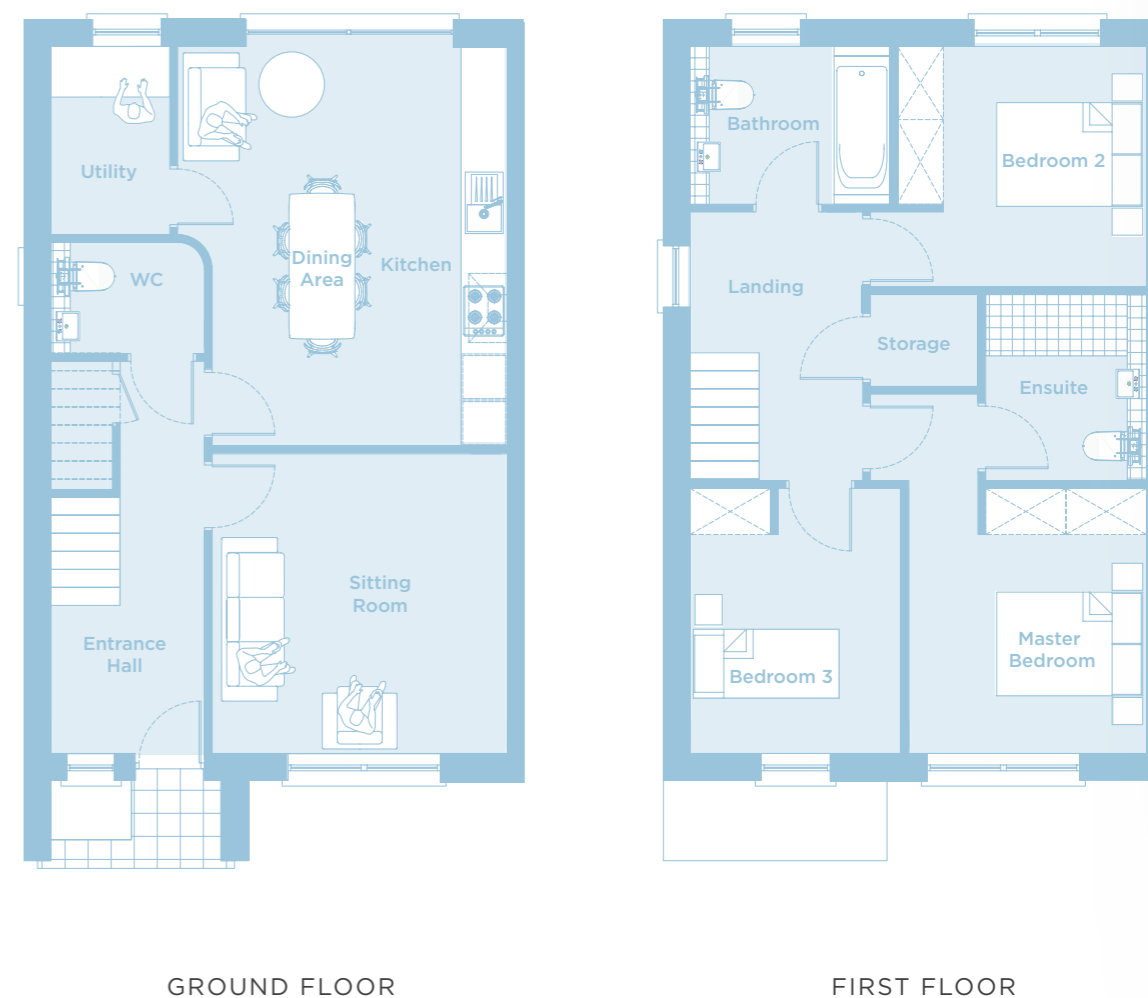 Utility
WC
Dining
Area
Kitchen
Sitting
Room
Entrance
Hall
GROUND FLOOR
Bathroom
Bedroom 2
Landing
Storage
Ensuite
Master
Bedroom
Bedroom 3
FIRST FLOOR